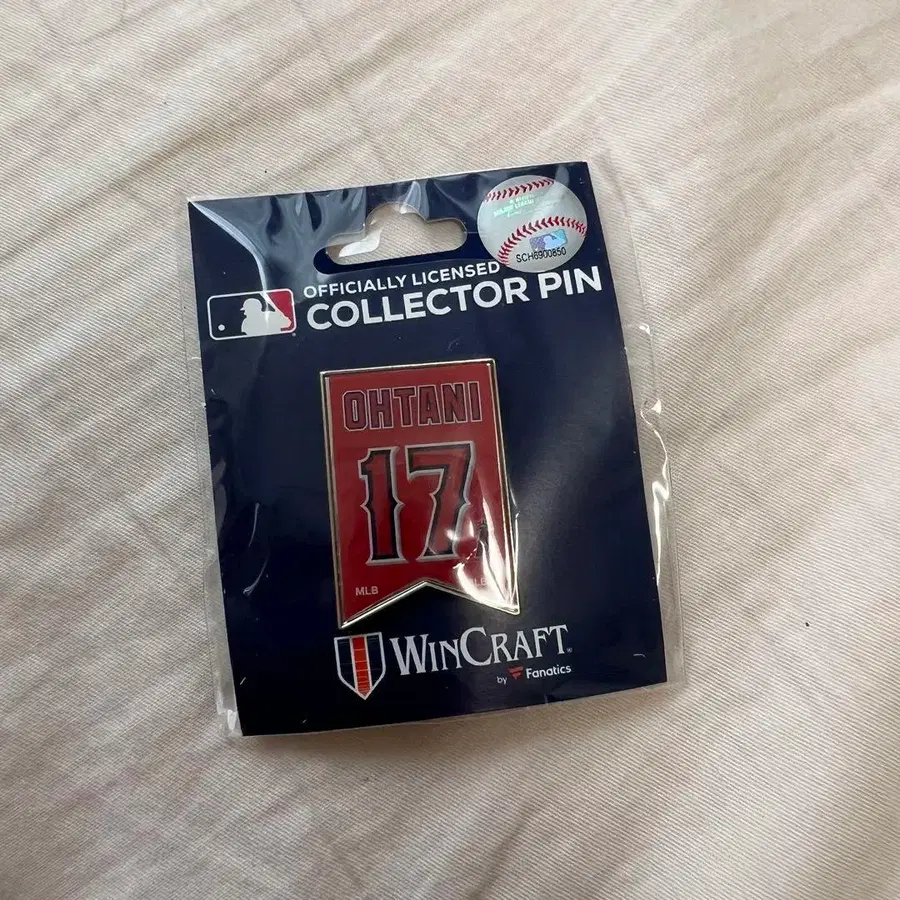 SCH6900850
OFFICIALLY LICENSED
COLLECTOR PIN
OHTANI
17
MLB
WINCRAFT
by Fanatics